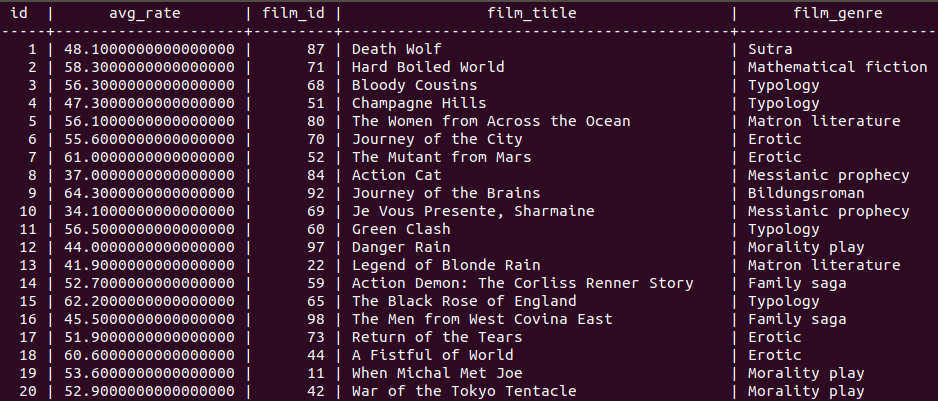 id | avg_rate | film_id | film_title | film_genre
-----+---------------------+---------+-------------------------------------------+----------------------
1 | 48.1000000000000000 | 87 | Death Wolf | Sutra
2 | 58.3000000000000000 | 71 | Hard Boiled World | Mathematical fiction
3 | 56.3000000000000000 | 68 | Bloody Cousins | Typology
4 | 47.3000000000000000 | 51 | Champagne Hills | Typology
5 | 56.1000000000000000 | 80 | The Women from Across the Ocean | Matron literature
6 | 55.6000000000000000 | 70 | Journey of the City | Erotic
7 | 61.0000000000000000 | 52 | The Mutant from Mars | Erotic
8 | 37.0000000000000000 | 84 | Action Cat | Messianic prophecy
9 | 64.3000000000000000 | 92 | Journey of the Brains | Bildungsroman
10 | 34.1000000000000000 | 69 | Je Vous Presente, Sharmaine | Messianic prophecy
11 | 56.5000000000000000 | 60 | Green Clash | Typology
12 | 44.0000000000000000 | 97 | Danger Rain | Morality play
13 | 41.9000000000000000 | 22 | Legend of Blonde Rain | Matron literature
14 | 52.7000000000000000 | 59 | Action Demon: The Corliss Renner Story | Family saga
15 | 62.2000000000000000 | 65 | The Black Rose of England | Typology
16 | 45.5000000000000000 | 98 | The Men from West Covina East | Family saga
17 | 51.9000000000000000 | 73 | Return of the Tears | Erotic
18 | 60.6000000000000000 | 44 | A Fistful of World | Erotic
19 | 53.6000000000000000 | 11 | When Michal Met Joe | Morality play
20 | 52.9000000000000000 | 42 | War of the Tokyo Tentacle | Morality play